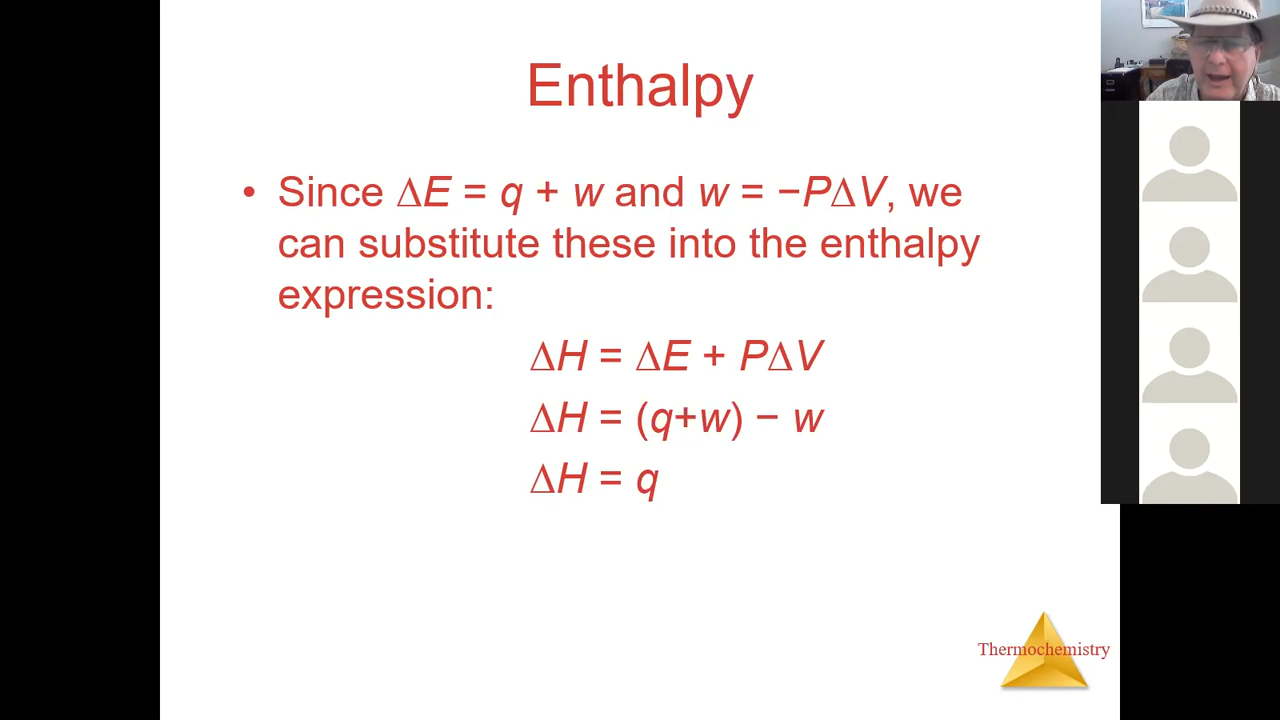 Enthalpy
• Since ΔE = q + w and w = −PΔV, we
can substitute these into the enthalpy
expression:
ΔH = ΔE + PΔV
ΔH = (q+w) − w
ΔH = q
Thermochemistry